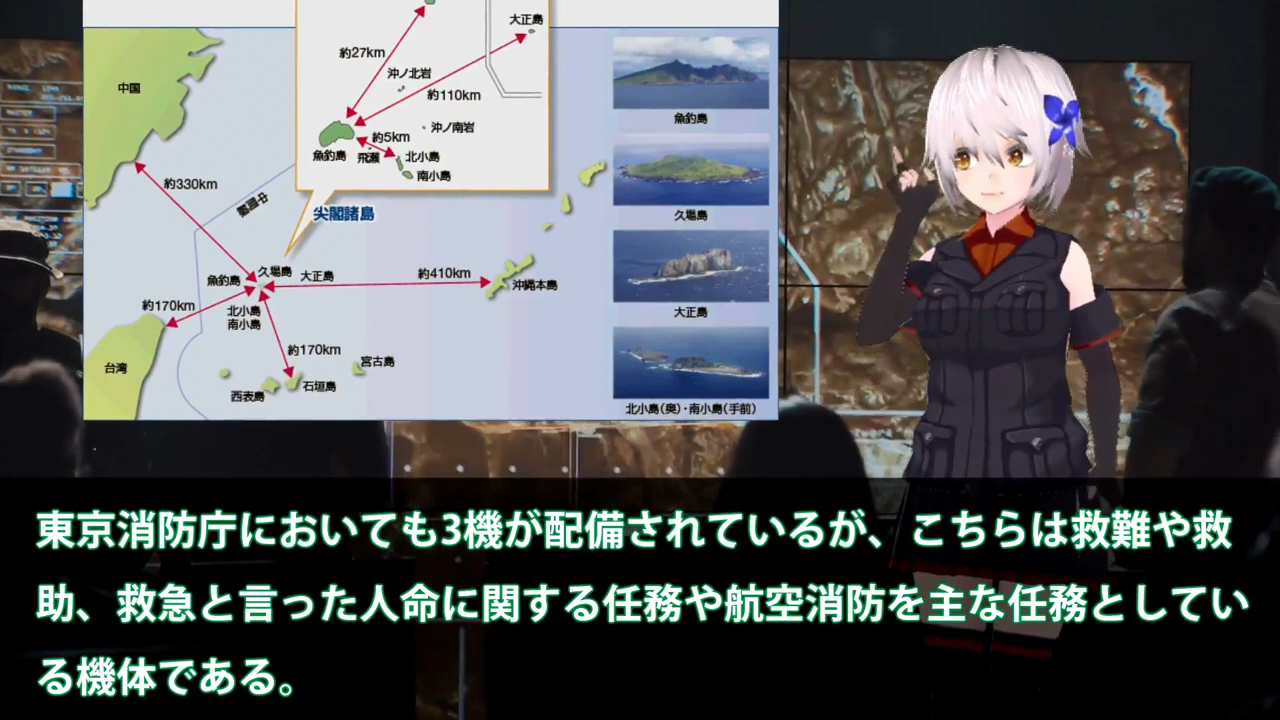 大正島
約27km
沖ノ北岩
約110km
沖ノ南岩
約5km
魚釣島
飛瀬
北小島
南小島
中国
約330km
中間線
尖閣諸島
魚釣島
久場島
大正島
約410km
沖縄本島
約170km
北小島
南小島
台湾
約170km
宮古島
石垣島
西表島
魚釣島
久場島
大正島
北小島(奥)・南小島(手前)
東京消防庁においても3機が配備されているが、こちらは救難や救
助、救急と言った人命に関する任務や航空消防を主な任務としてい
る機体である。